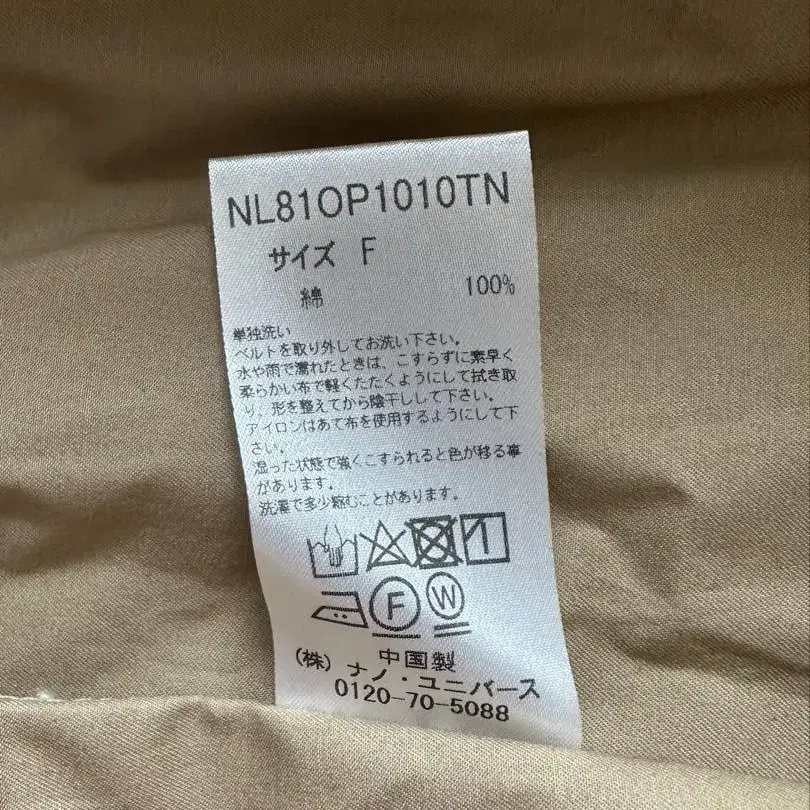 NL81OP1010TN
サイズ F
綿 100%
単独洗い
ベルトを取り外してお洗い下さい。
水や雨で濡れたときは、こすらずに素早く
柔らかい布で軽くたたくようにして拭き取
り、形を整えてから陰干しして下さい。
アイロンはあて布を使用するようにして下
さい。
湿った状態で強くこすられると色が移る事
があります。
洗濯で多少縮むことがあります。
F W
中国製
(株) ナノ・ユニバース
0120-70-5088